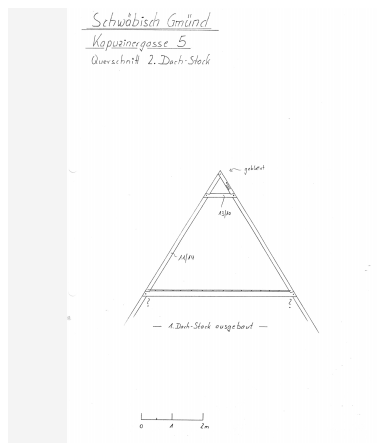 Schwäbisch Gmünd
Kapuzinergasse 5
Querschnitt 2. Dach-Stock
geblattet
13/10
11/14
? ?
— 1. Dach-Stock ausgebaut —
0 1 2m